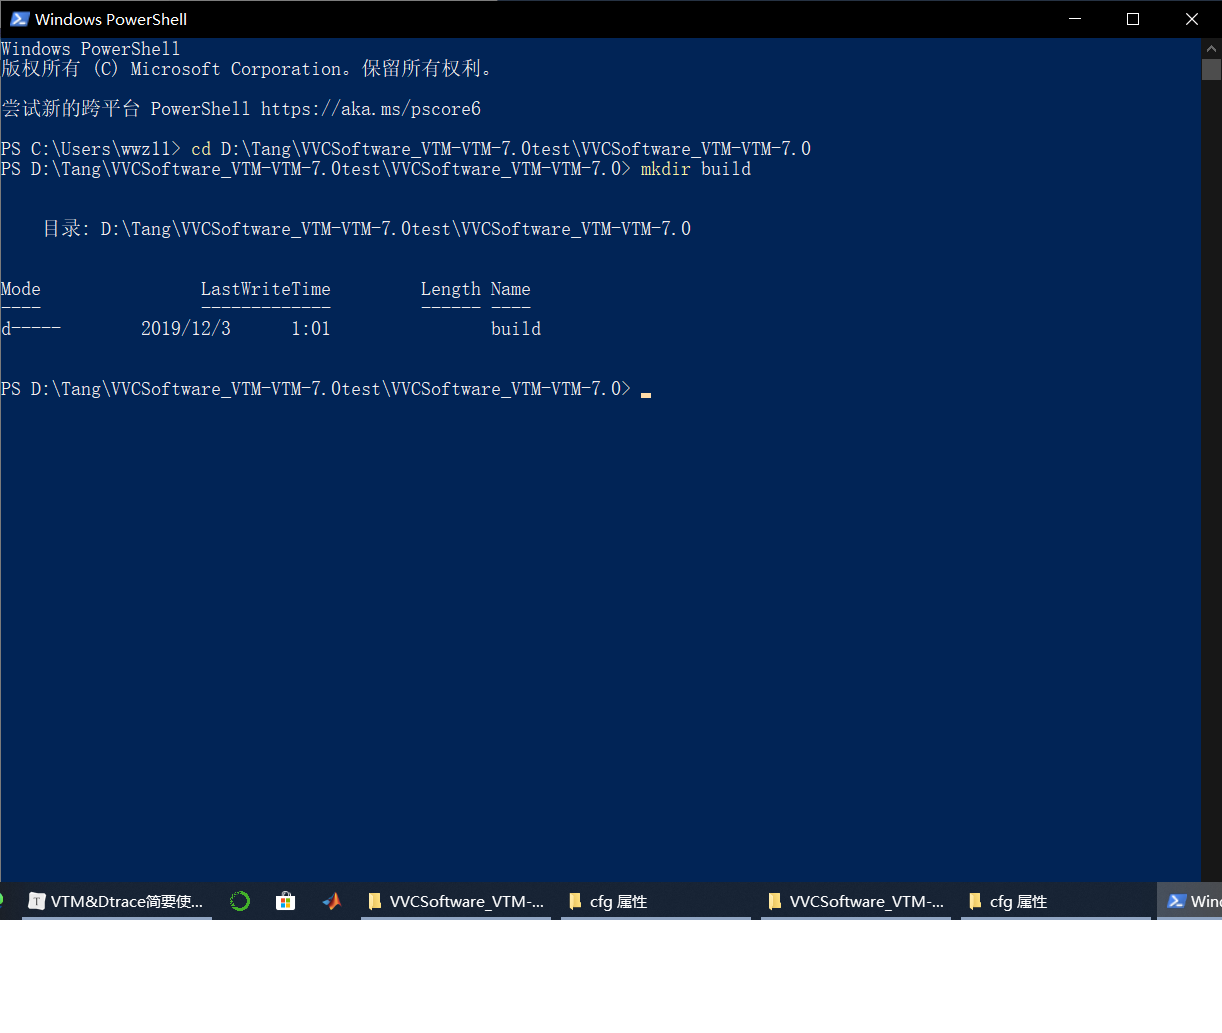 Windows PowerShell
Windows PowerShell
版权所有 (C) Microsoft Corporation。保留所有权利。
尝试新的跨平台 PowerShell https://aka.ms/pscore6
PS C:\Users\wwzll> cd D:\Tang\VVCSoftware_VTM-VTM-7.0test\VVCSoftware_VTM-VTM-7.0
PS D:\Tang\VVCSoftware_VTM-VTM-7.0test\VVCSoftware_VTM-VTM-7.0> mkdir build
目录: D:\Tang\VVCSoftware_VTM-VTM-7.0test\VVCSoftware_VTM-VTM-7.0
Mode LastWriteTime Length Name
---- ------------- ------ ----
d----- 2019/12/3 1:01 build
PS D:\Tang\VVCSoftware_VTM-VTM-7.0test\VVCSoftware_VTM-VTM-7.0>
VTM&Dtrace简要使... VVCSoftware_VTM-... cfg 属性 VVCSoftware_VTM-... cfg 属性 Wind